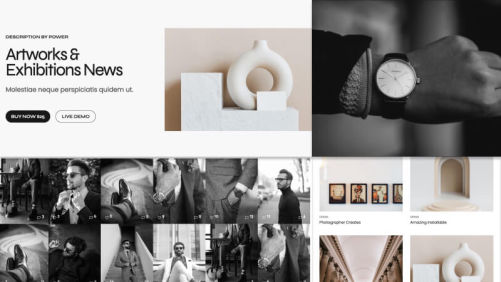 DESCRIPTION BY POWER
Artworks &
Exhibitions News
Molestiae neque perspiciatis quidem ut.
BUY NOW $25
LIVE DEMO
Photographer Creates
Amazing Installable